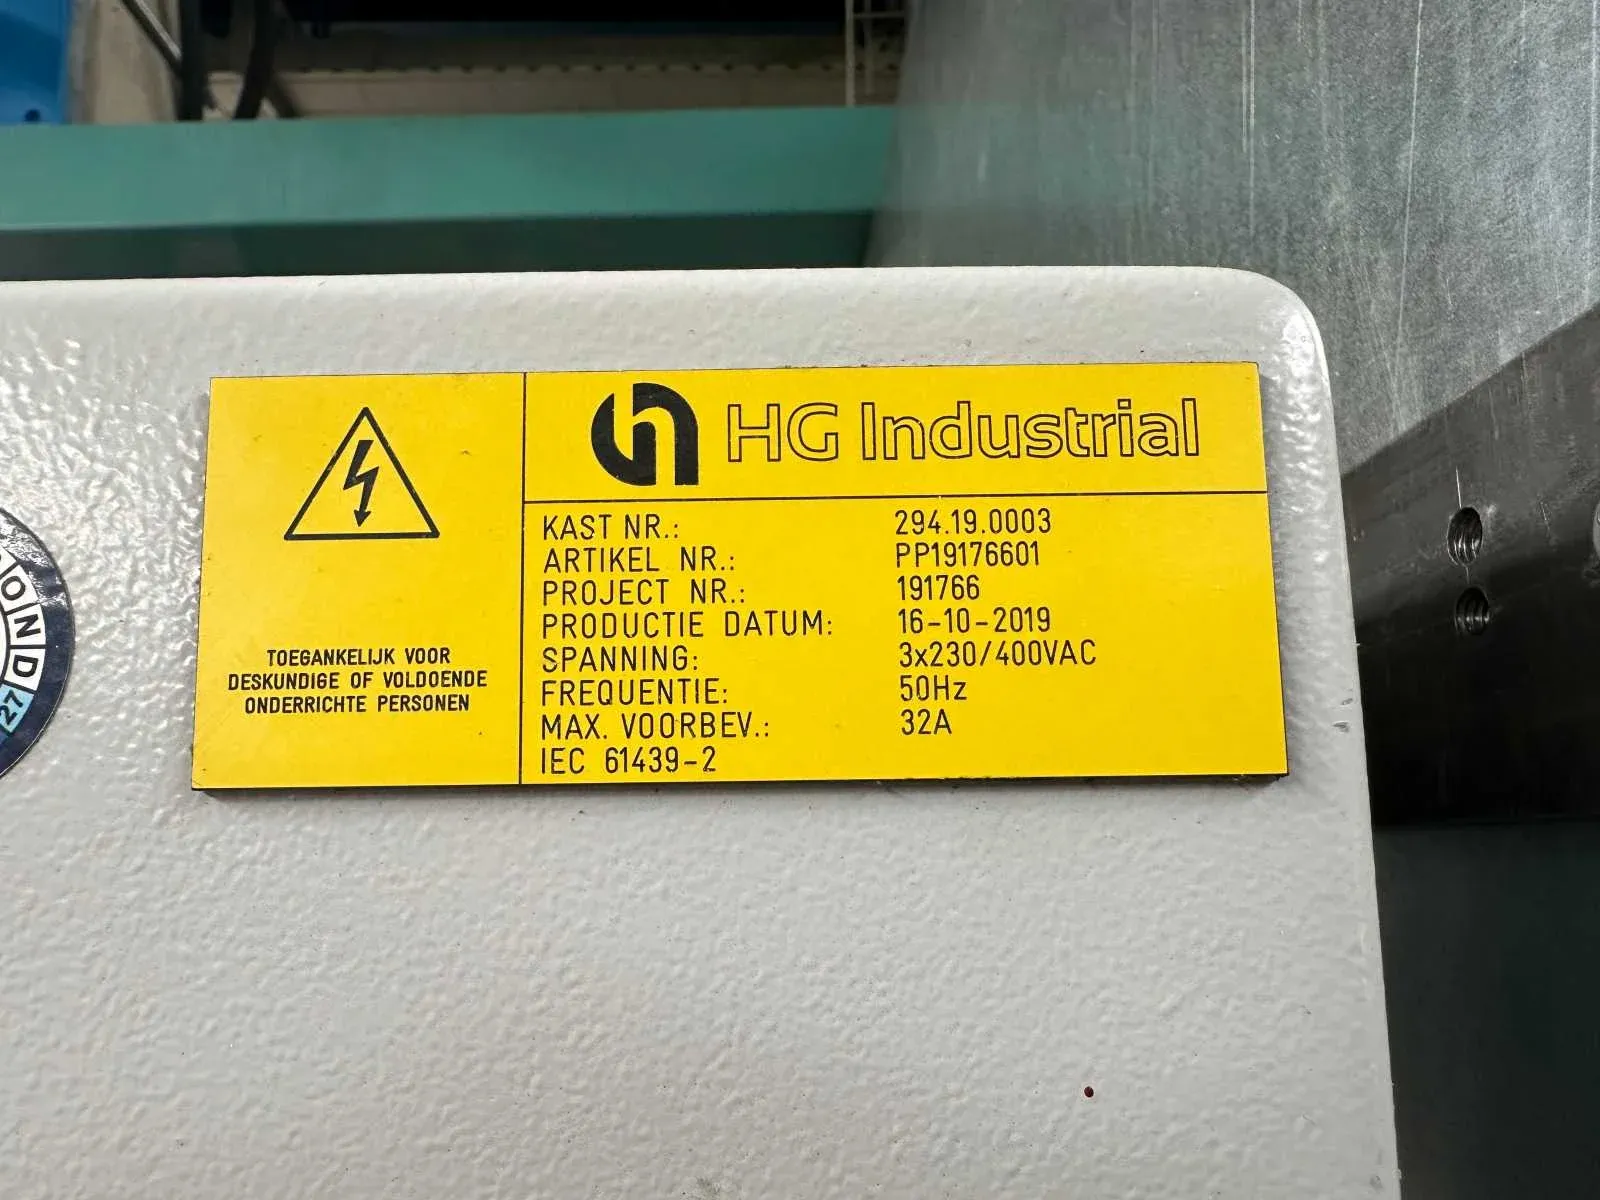 HG Industrial
KAST NR.: 294.19.0003
ARTIKEL NR.: PP19176601
PROJECT NR.: 191766
PRODUCTIE DATUM: 16-10-2019
SPANNING: 3x230/400VAC
FREQUENTIE: 50Hz
MAX. VOORBEV.: 32A
IEC 61439-2
TOEGANKELIJK VOOR
DESKUNDIGE OF VOLDOENDE
ONDERRICHTE PERSONEN
O N D
27